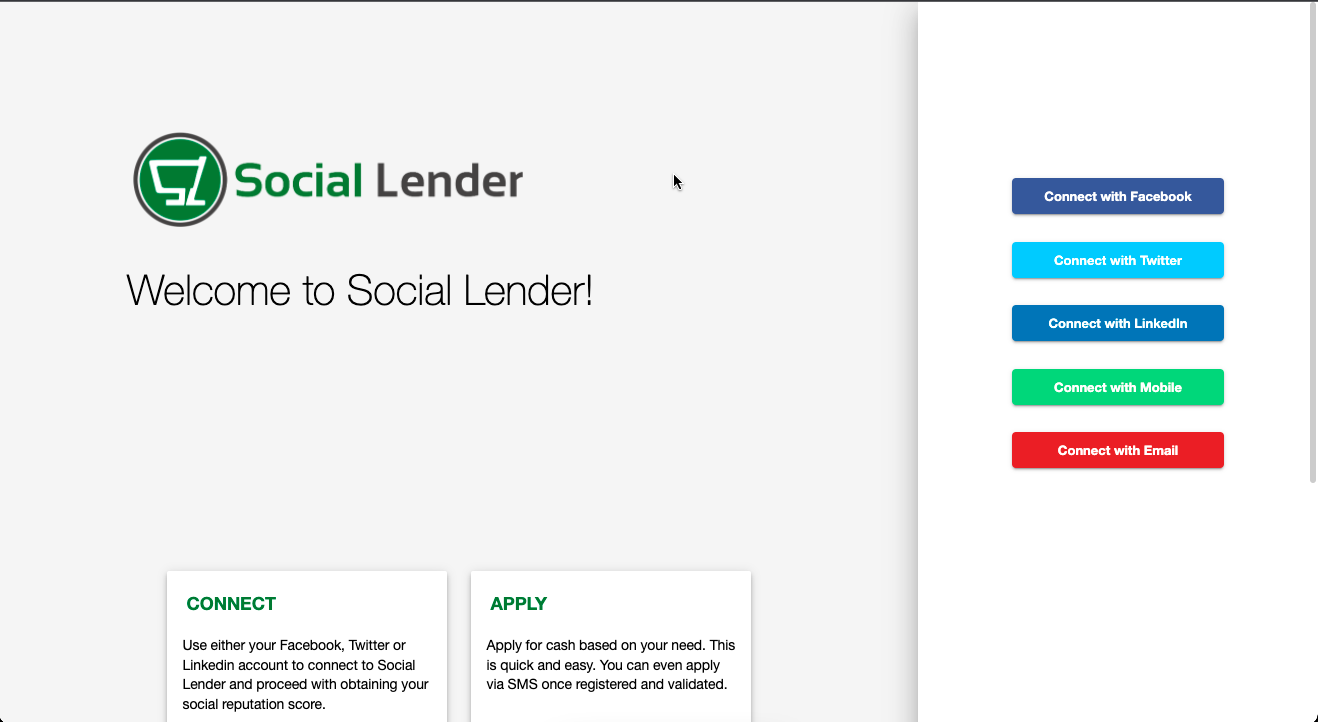 Social Lender
Welcome to Social Lender!
Connect with Facebook
Connect with Twitter
Connect with LinkedIn
Connect with Mobile
Connect with Email
CONNECT
Use either your Facebook, Twitter or
Linkedin account to connect to Social
Lender and proceed with obtaining your
social reputation score.
APPLY
Apply for cash based on your need. This
is quick and easy. You can even apply
via SMS once registered and validated.